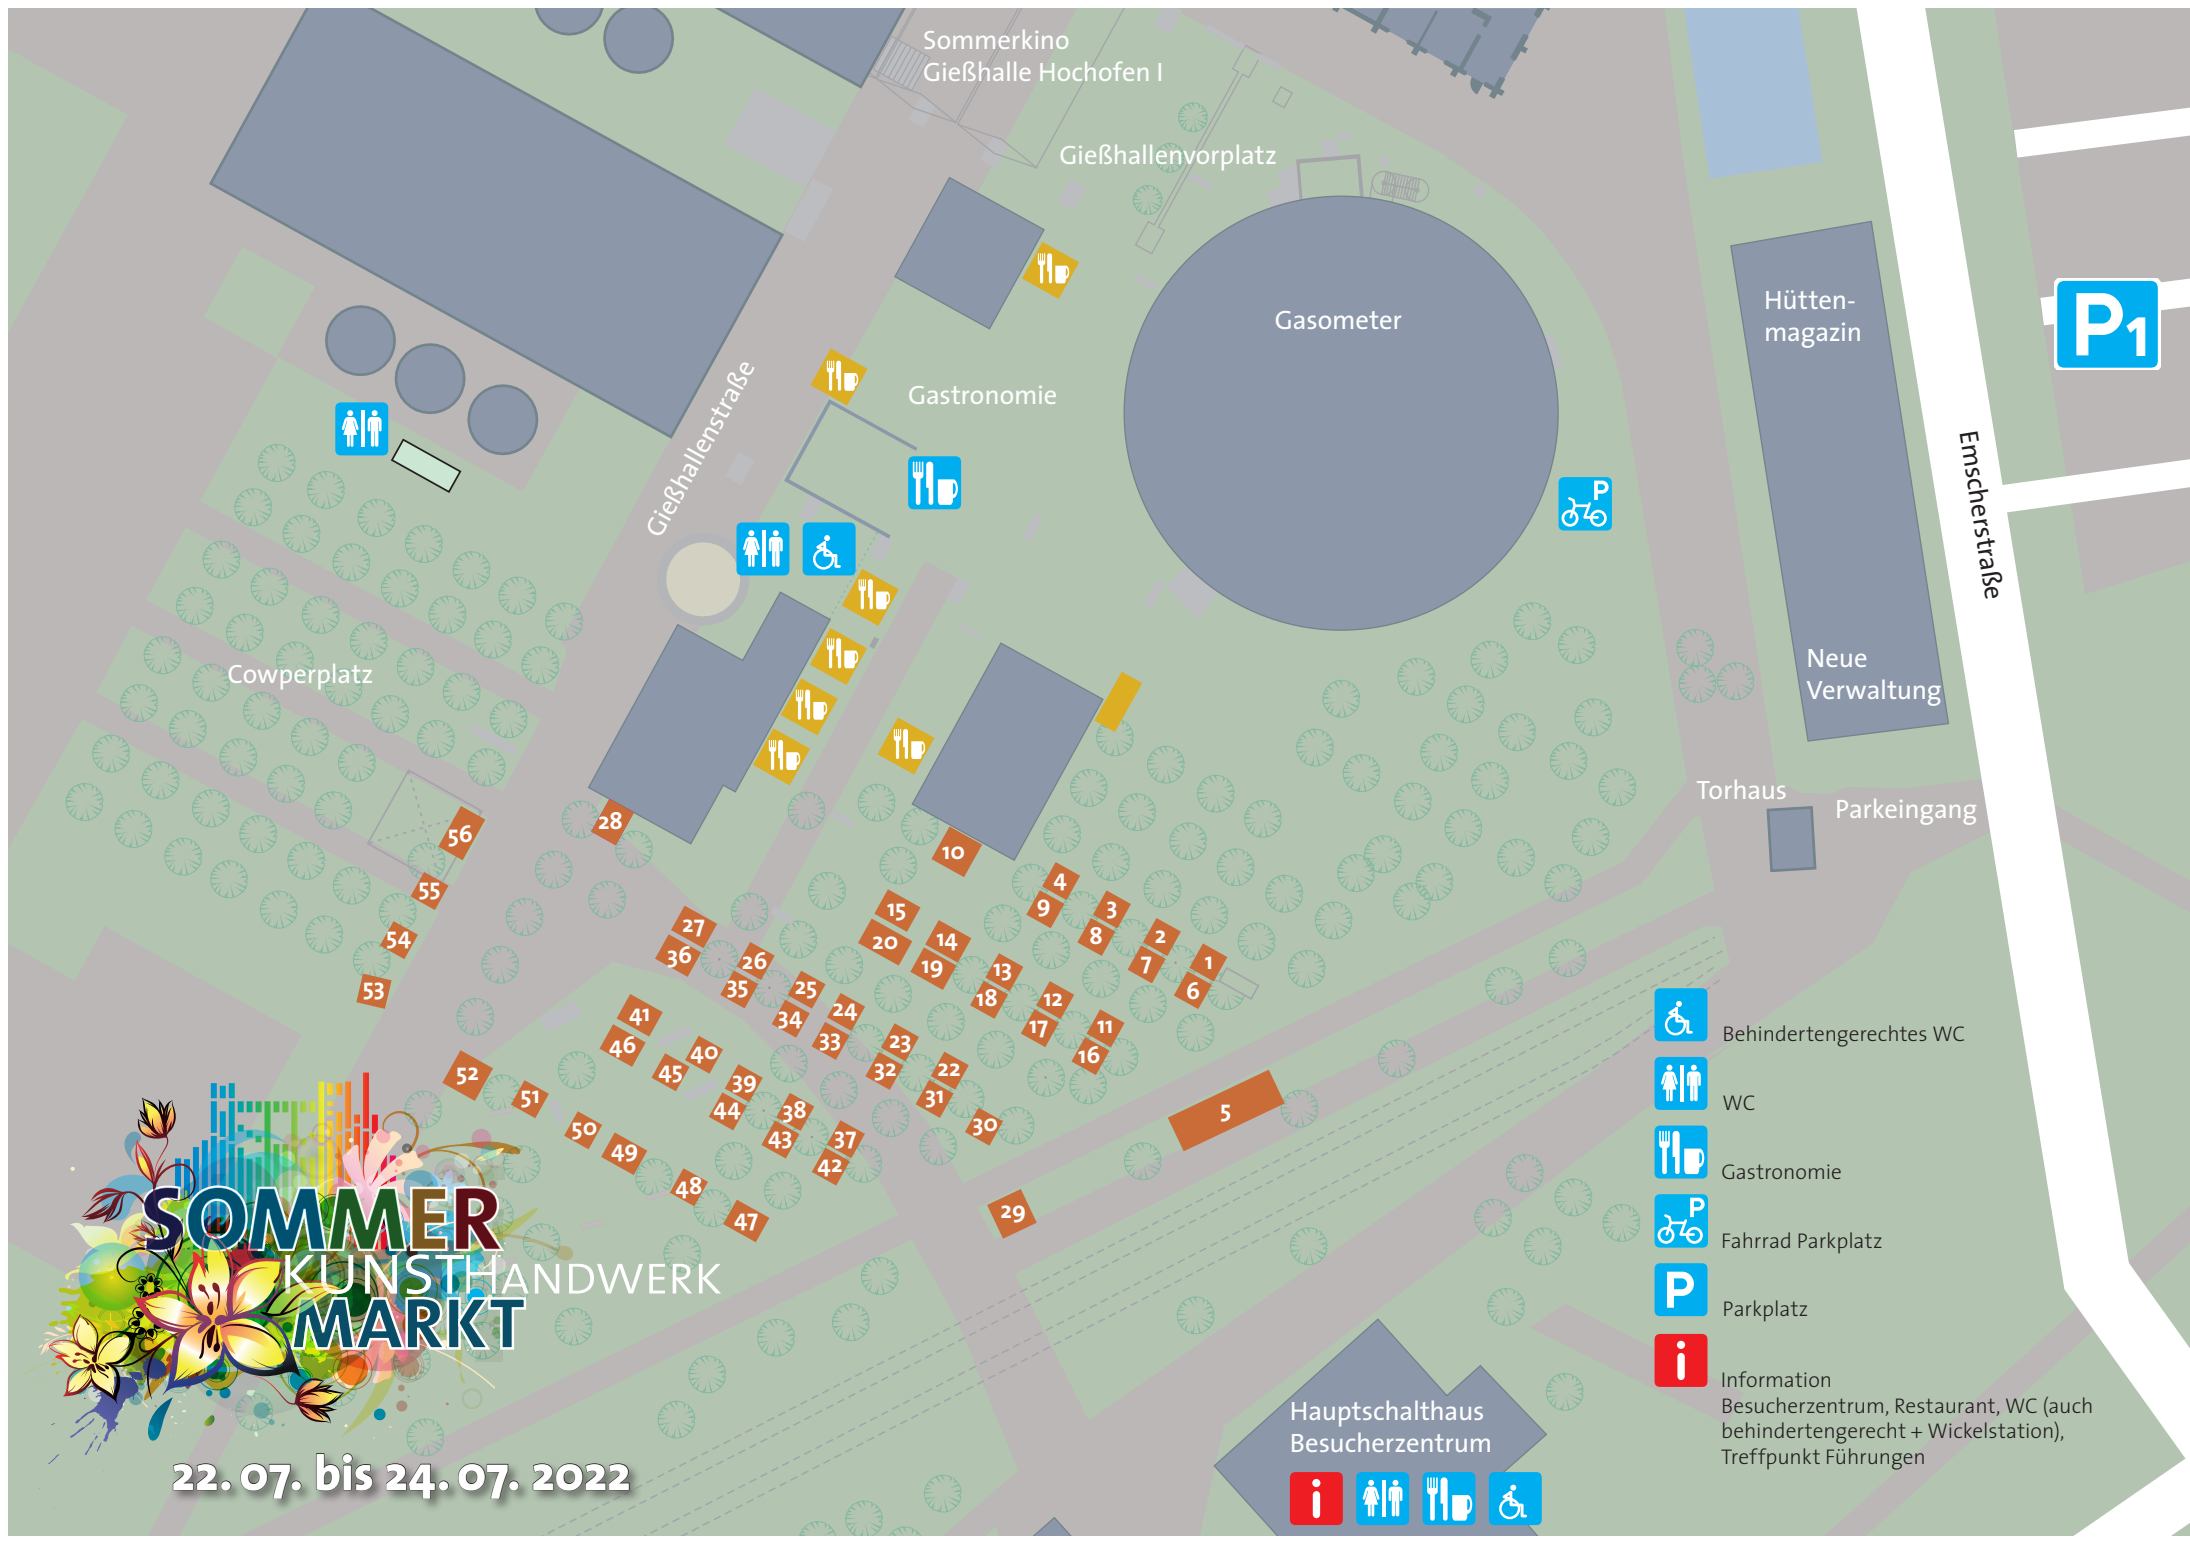 Sommerkino
Gießhalle Hochofen I
Gießhallenvorplatz
Gasometer
Hütten-
magazin
P1
Gastronomie
Gießhallenstraße
Emscherstraße
P
Cowperplatz
Neue
Verwaltung
Torhaus
Parkeingang
28
56
55
54
53
10
4
9
3
8
2
7
1
6
15
20
14
19
13
18
12
17
11
16
27
36
26
35
25
34
24
33
23
32
22
31
30
41
46
40
45
39
44
38
43
37
42
52
51
50
49
48
47
5
29
SOMMER
KUNSTHANDWERK
MARKT
22. 07. bis 24. 07. 2022
Hauptschalthaus
Besucherzentrum
i
Behindertengerechtes WC
WC
Gastronomie
P
Fahrrad Parkplatz
P
Parkplatz
i
Information
Besucherzentrum, Restaurant, WC (auch
behindertengerecht + Wickelstation),
Treffpunkt Führungen